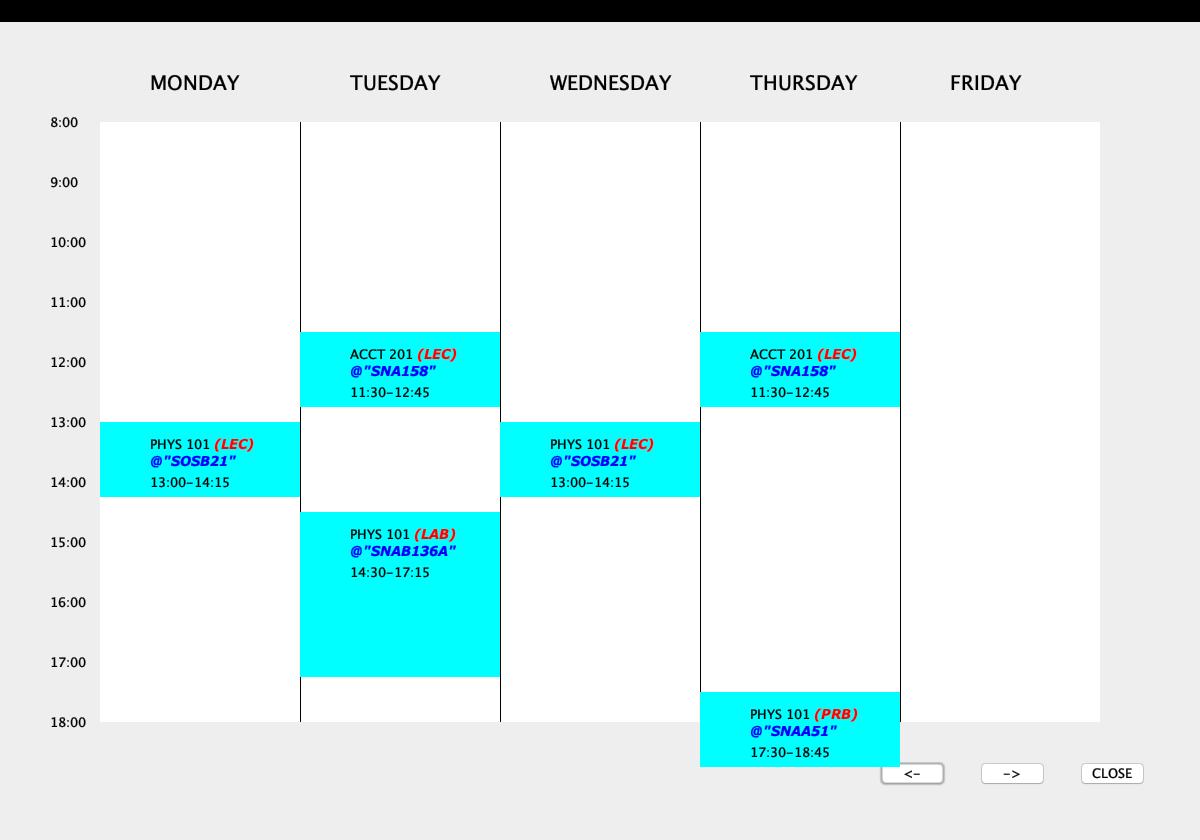 MONDAY TUESDAY WEDNESDAY THURSDAY FRIDAY
8:00
9:00
10:00
11:00
ACCT 201 (LEC)
@"SNA158"
11:30-12:45
ACCT 201 (LEC)
@"SNA158"
11:30-12:45
12:00
13:00
PHYS 101 (LEC)
@"SOSB21"
13:00-14:15
PHYS 101 (LEC)
@"SOSB21"
13:00-14:15
14:00
PHYS 101 (LAB)
@"SNAB136A"
14:30-17:15
15:00
16:00
17:00
PHYS 101 (PRB)
@"SNAA51"
17:30-18:45
18:00
<- -> CLOSE